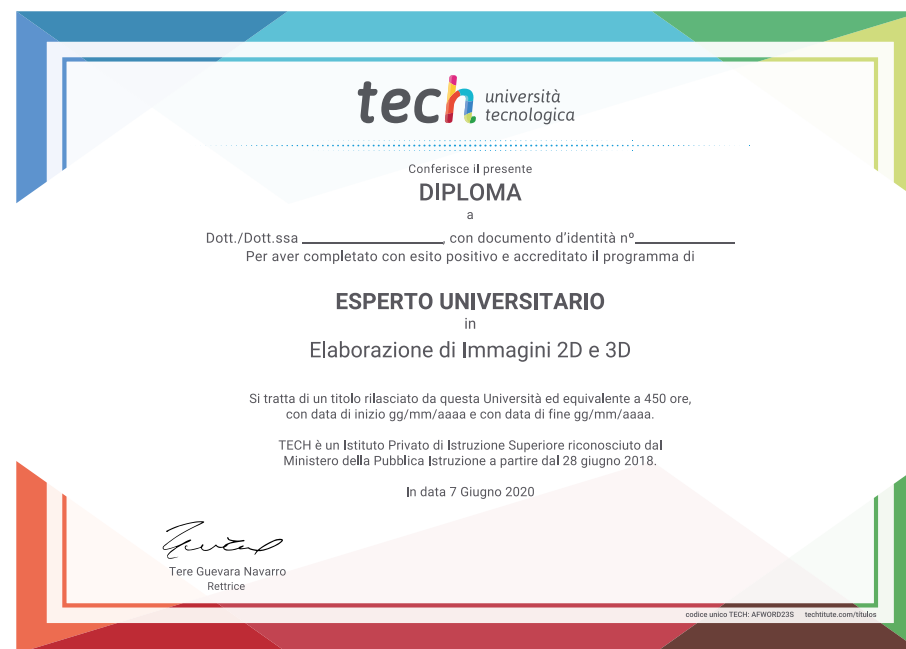 tech università
tecnologica
Conferisce il presente
DIPLOMA
a
Dott./Dott.ssa ____________________, con documento d'identità nº______________
Per aver completato con esito positivo e accreditato il programma di
ESPERTO UNIVERSITARIO
in
Elaborazione di Immagini 2D e 3D
Si tratta di un titolo rilasciato da questa Università ed equivalente a 450 ore,
con data di inizio gg/mm/aaaa e con data di fine gg/mm/aaaa.
TECH è un Istituto Privato di Istruzione Superiore riconosciuto dal
Ministero della Pubblica Istruzione a partire dal 28 giugno 2018.
In data 7 Giugno 2020
Tere Guevara Navarro
Rettrice
codice unico TECH: AFWORD23S techtitute.com/titulos